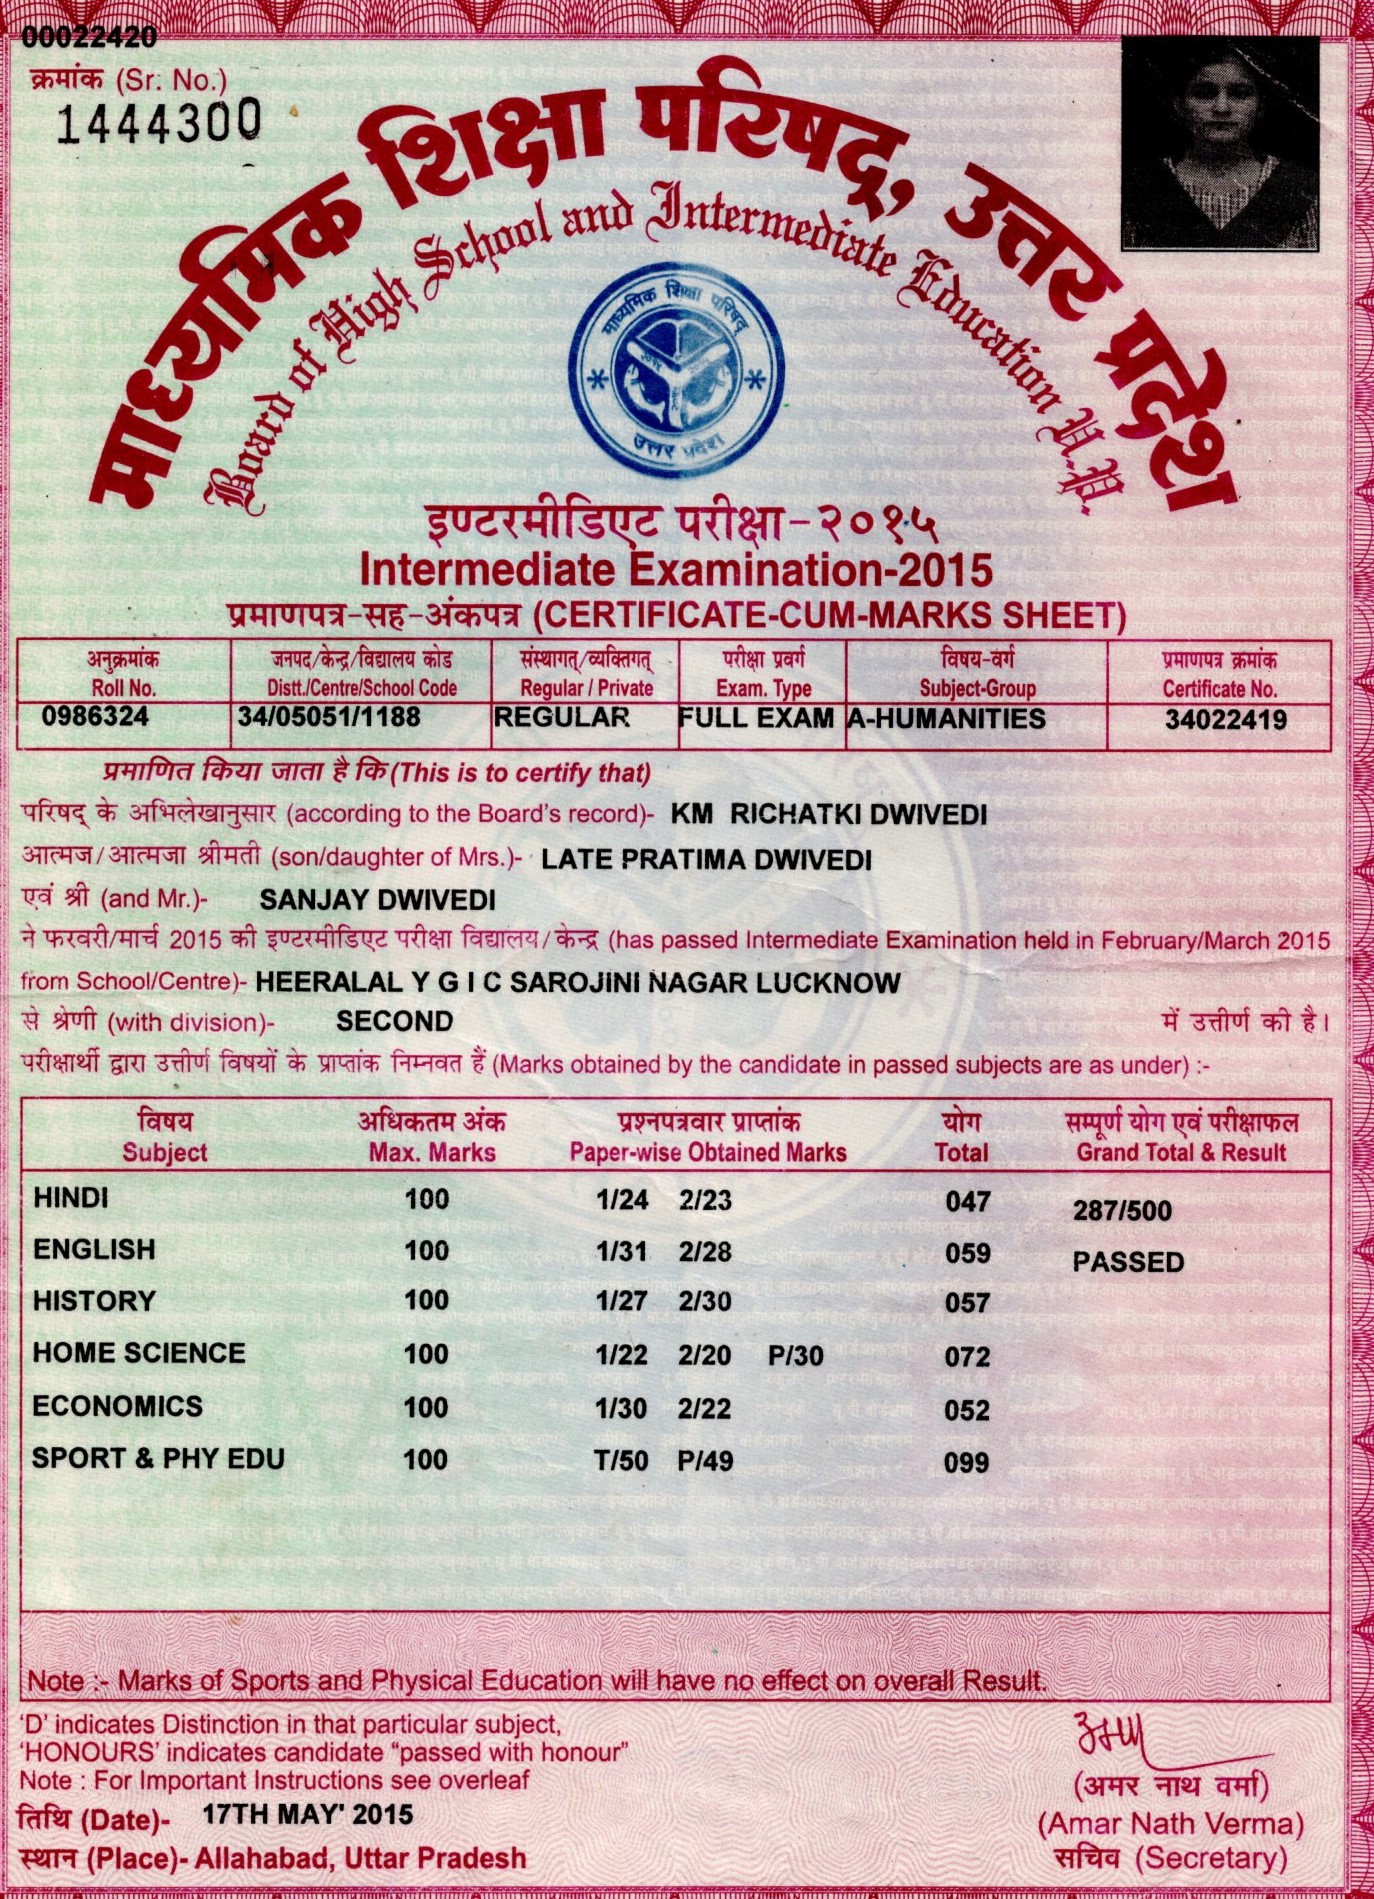 00022420
क्रमांक (Sr. No.)
1444300
माध्यमिक शिक्षा परिषद्, उत्तर प्रदेश
Board of High School and Intermediate Education U.P.
माध्यमिक शिक्षा परिषद्
उत्तर प्रदेश
इण्टरमीडिएट परीक्षा-२०१५
Intermediate Examination-2015
प्रमाणपत्र-सह-अंकपत्र (CERTIFICATE-CUM-MARKS SHEET)
अनुक्रमांक जनपद/केन्द्र/विद्यालय कोड संस्थागत्/व्यक्तिगत् परीक्षा प्रवर्ग विषय-वर्ग प्रमाणपत्र क्रमांक
Roll No. Distt./Centre/School Code Regular / Private Exam. Type Subject-Group Certificate No.
0986324 34/05051/1188 REGULAR FULL EXAM A-HUMANITIES 34022419
प्रमाणित किया जाता है कि (This is to certify that)
परिषद् के अभिलेखानुसार (according to the Board's record)- KM RICHATKI DWIVEDI
आत्मज/आत्मजा श्रीमती (son/daughter of Mrs.)- LATE PRATIMA DWIVEDI
एवं श्री (and Mr.)- SANJAY DWIVEDI
ने फरवरी/मार्च 2015 की इण्टरमीडिएट परीक्षा विद्यालय/केन्द्र (has passed Intermediate Examination held in February/March 2015
from School/Centre)- HEERALAL Y G I C SAROJINI NAGAR LUCKNOW
से श्रेणी (with division)- SECOND में उत्तीर्ण की है।
परीक्षार्थी द्वारा उत्तीर्ण विषयों के प्राप्तांक निम्नवत हैं (Marks obtained by the candidate in passed subjects are as under) :-
विषय अधिकतम अंक प्रश्नपत्रवार प्राप्तांक योग सम्पूर्ण योग एवं परीक्षाफल
Subject Max. Marks Paper-wise Obtained Marks Total Grand Total & Result
HINDI 100 1/24 2/23 047 287/500
ENGLISH 100 1/31 2/28 059 PASSED
HISTORY 100 1/27 2/30 057
HOME SCIENCE 100 1/22 2/20 P/30 072
ECONOMICS 100 1/30 2/22 052
SPORT & PHY EDU 100 T/50 P/49 099
Note :- Marks of Sports and Physical Education will have no effect on overall Result.
'D' indicates Distinction in that particular subject,
'HONOURS' indicates candidate "passed with honour"
Note : For Important Instructions see overleaf
तिथि (Date)- 17TH MAY' 2015
स्थान (Place)- Allahabad, Uttar Pradesh
(अमर नाथ वर्मा)
(Amar Nath Verma)
सचिव (Secretary)